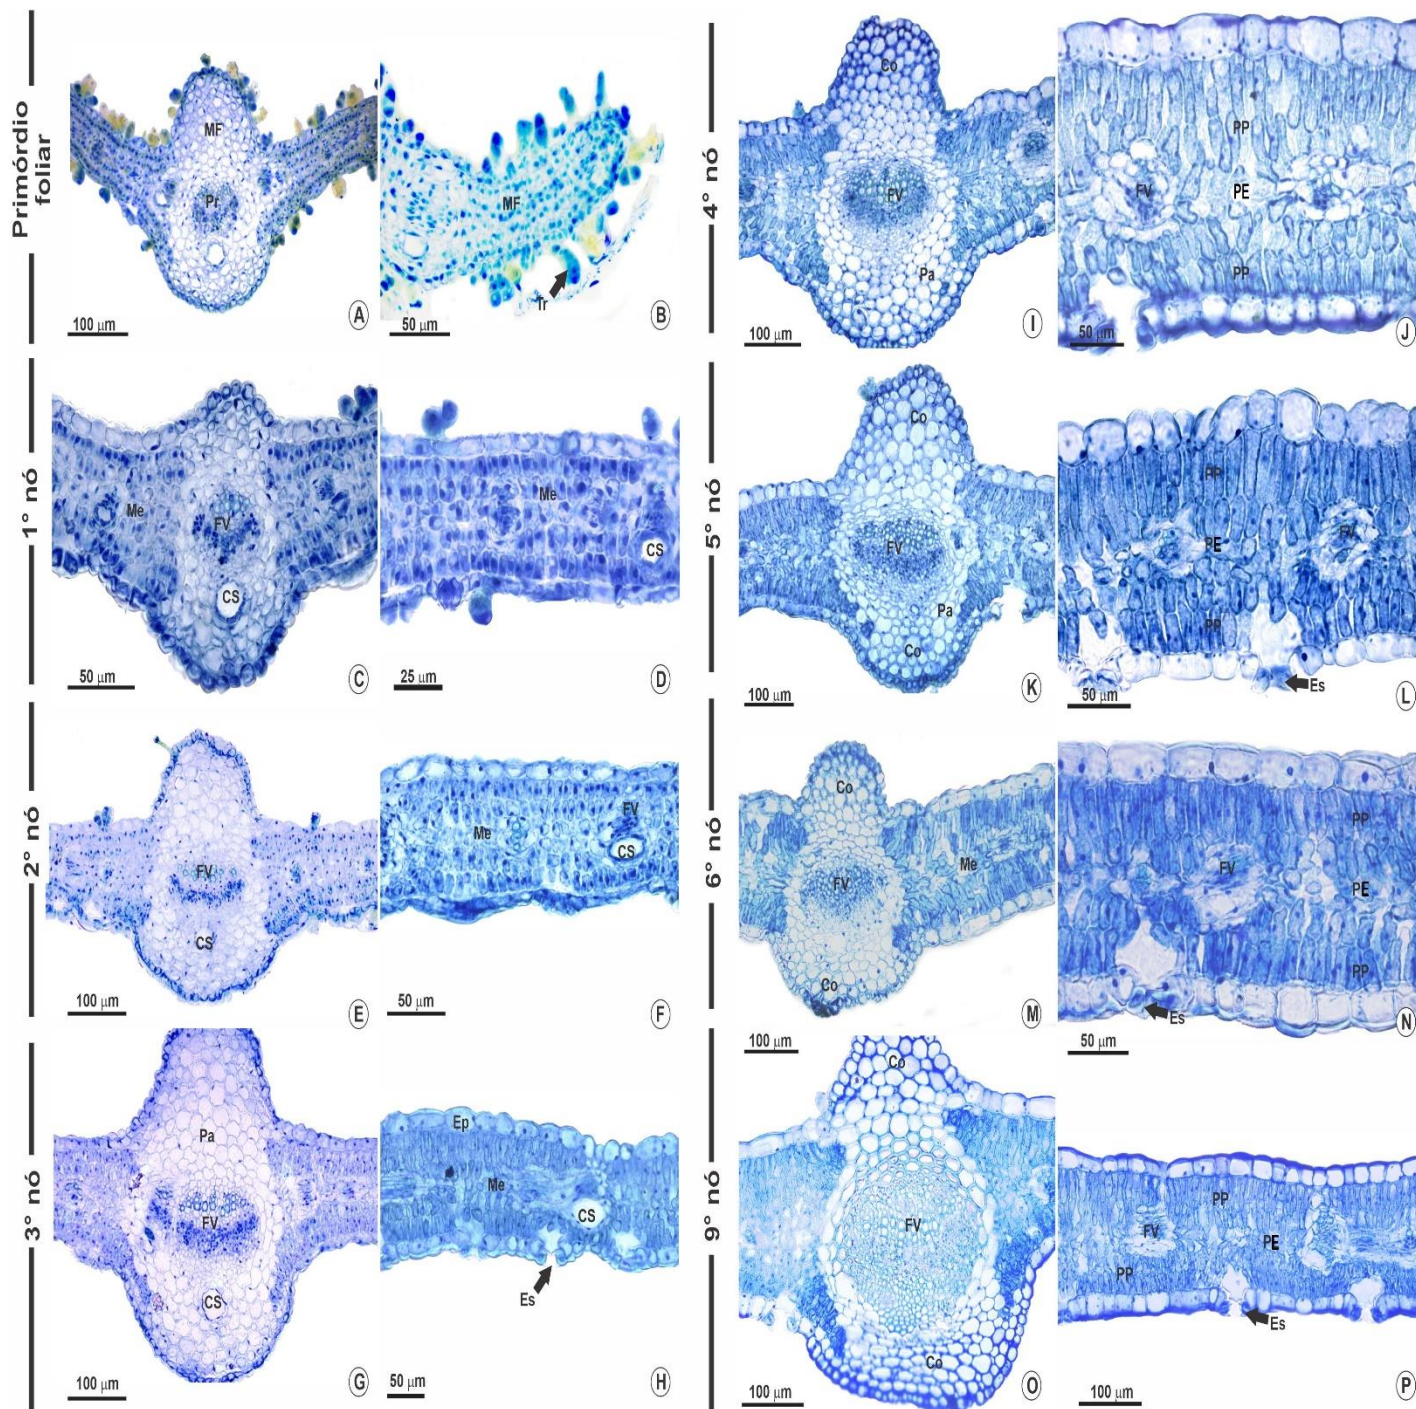 Primórdio
foliar
MF
Pr
100 µm
A
MF
Tr
50 µm
B
1° nó
Me
FV
CS
50 µm
C
Me
CS
25 µm
D
2° nó
FV
CS
100 µm
E
Me
FV
CS
50 µm
F
3° nó
Pa
FV
CS
100 µm
G
Ep
Me
CS
Es
50 µm
H
4° nó
Co
FV
Pa
100 µm
I
PP
FV
PE
PP
50 µm
J
5° nó
Co
FV
Pa
Co
100 µm
K
PP
PE
FV
PP
Es
50 µm
L
6° nó
Co
Me
FV
Co
100 µm
M
PP
FV
PE
PP
Es
50 µm
N
9° nó
Co
FV
Co
100 µm
O
PP
FV
PE
PP
Es
100 µm
P